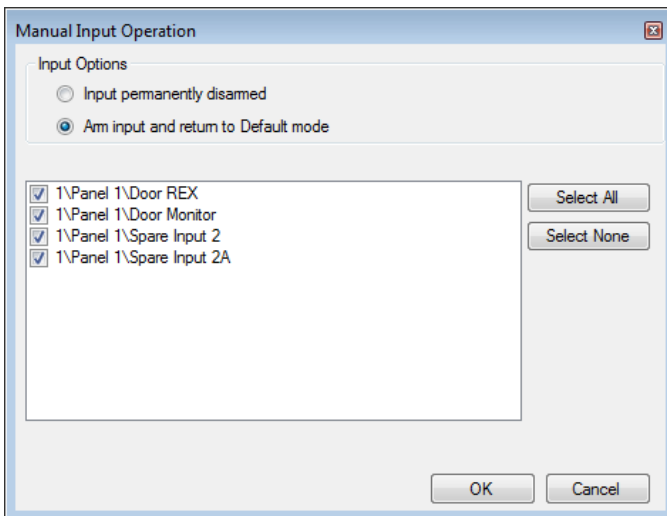 Manual Input Operation
Input Options
Input permanently disarmed
Arm input and return to Default mode
1\Panel 1\Door REX
1\Panel 1\Door Monitor
1\Panel 1\Spare Input 2
1\Panel 1\Spare Input 2A
Select All
Select None
OK
Cancel